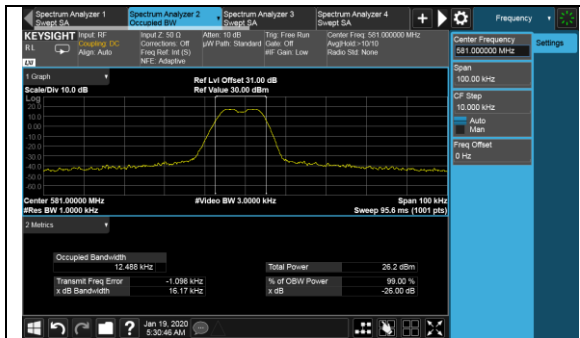 Spectrum Analyzer 1
Swept SA
Spectrum Analyzer 2
Occupied BW
Spectrum Analyzer 3
Swept SA
Spectrum Analyzer 4
Swept SA
+
Frequency
KEYSIGHT
RL
Input: RF
Coupling: DC
Align: Auto
Input Z: 50 Ω
Corrections: Off
Freq Ref: Int (S)
NFE: Adaptive
Atten: 10 dB
µW Path: Standard
Trig: Free Run
Gate: Off
#IF Gain: Low
Center Freq: 581.000000 MHz
Avg|Hold:>10/10
Radio Std: None
LXI
Center Frequency
581.000000 MHz
Settings
Span
100.00 kHz
CF Step
10.000 kHz
Auto
Man
Freq Offset
0 Hz
1 Graph
Scale/Div 10.0 dB
Ref Lvl Offset 31.00 dB
Ref Value 30.00 dBm
Log
20.0
10.0
0.00
-10.0
-20.0
-30.0
-40.0
-50.0
-60.0
Center 581.00000 MHz
#Video BW 3.0000 kHz
Span 100 kHz
#Res BW 1.0000 kHz
Sweep 95.6 ms (1001 pts)
2 Metrics
Occupied Bandwidth
12.488 kHz
Total Power 26.2 dBm
Transmit Freq Error -1.098 kHz
% of OBW Power 99.00 %
x dB Bandwidth 16.17 kHz
x dB -26.00 dB
?
Jan 19, 2020
5:30:46 AM